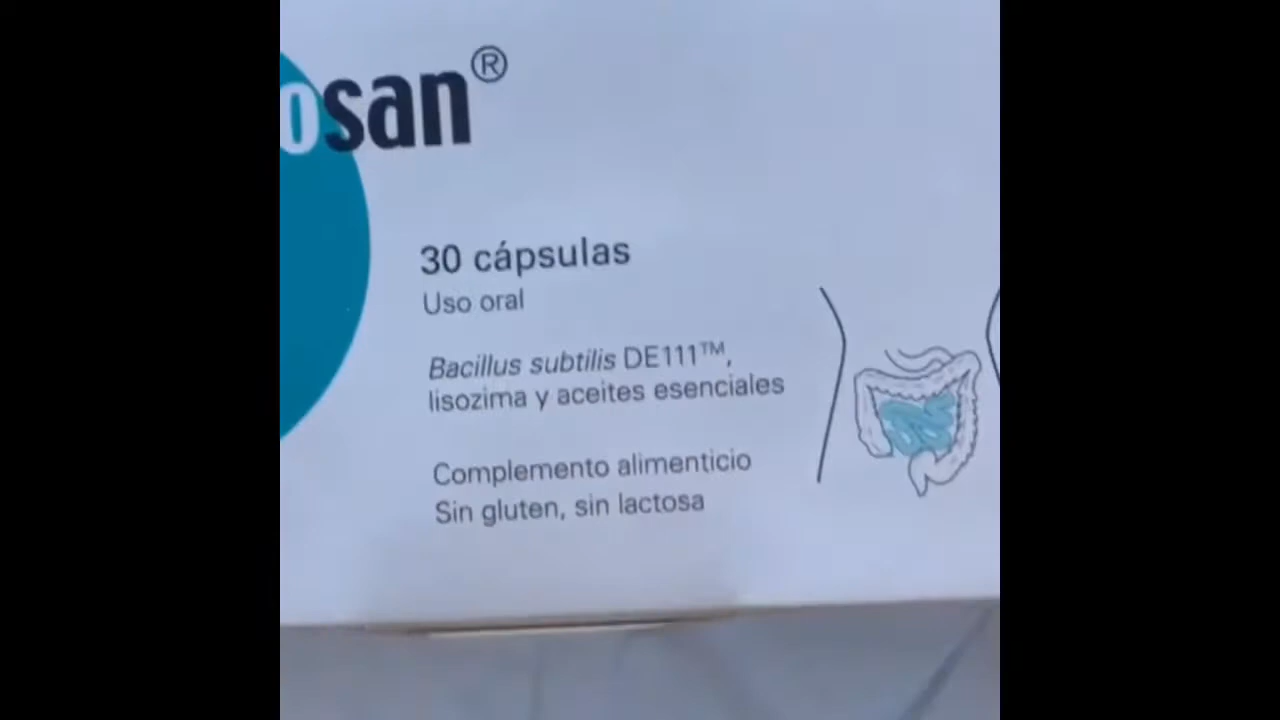 osan®
30 cápsulas
Uso oral
Bacillus subtilis DE111™,
lisozima y aceites esenciales
Complemento alimenticio
Sin gluten, sin lactosa